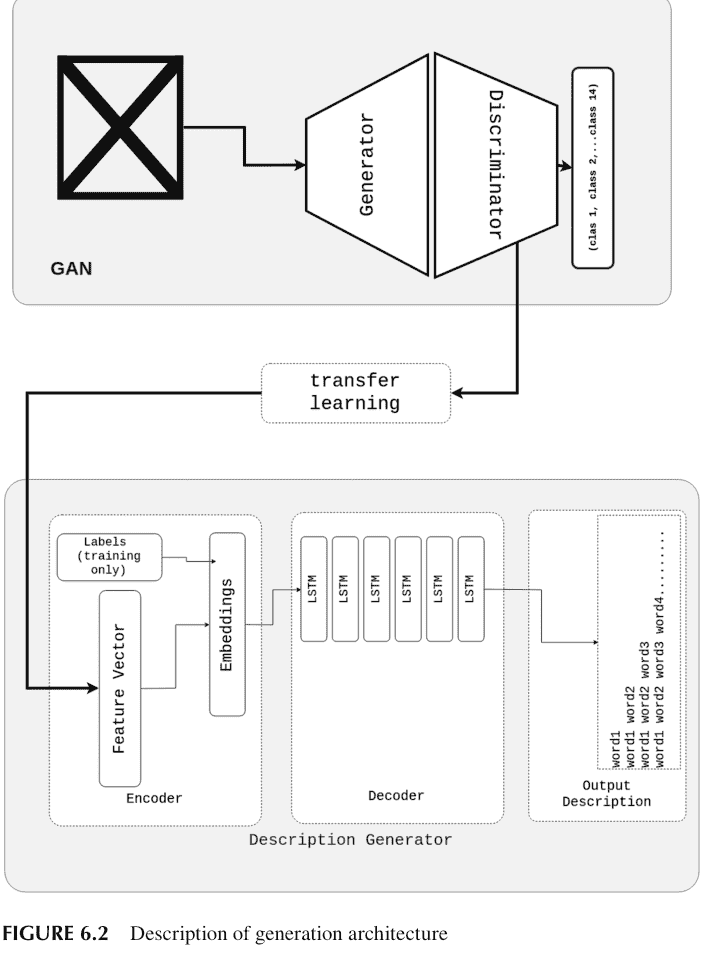 Generator
Discriminator
(clas 1, class 2,...class 14)
GAN
transfer
learning
Labels
(training
only)
Feature Vector
Embeddings
Encoder
LSTM
LSTM
LSTM
LSTM
LSTM
LSTM
Decoder
word1
word1 word2
word1 word2 word3
word1 word2 word3 word4.........
Output
Description
Description Generator
FIGURE 6.2 Description of generation architecture